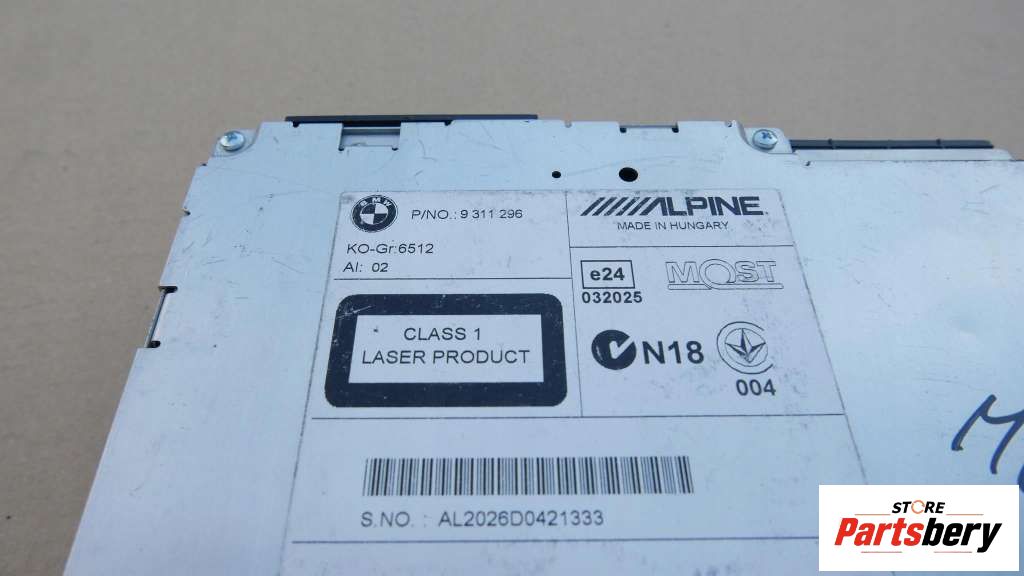 BMW
P/NO.: 9 311 296
KO-Gr:6512
AI: 02
ALPINE
MADE IN HUNGARY
e24
032025
MOST
N18
004
CLASS 1
LASER PRODUCT
S.NO. : AL2026D0421333
STORE
Partsbery